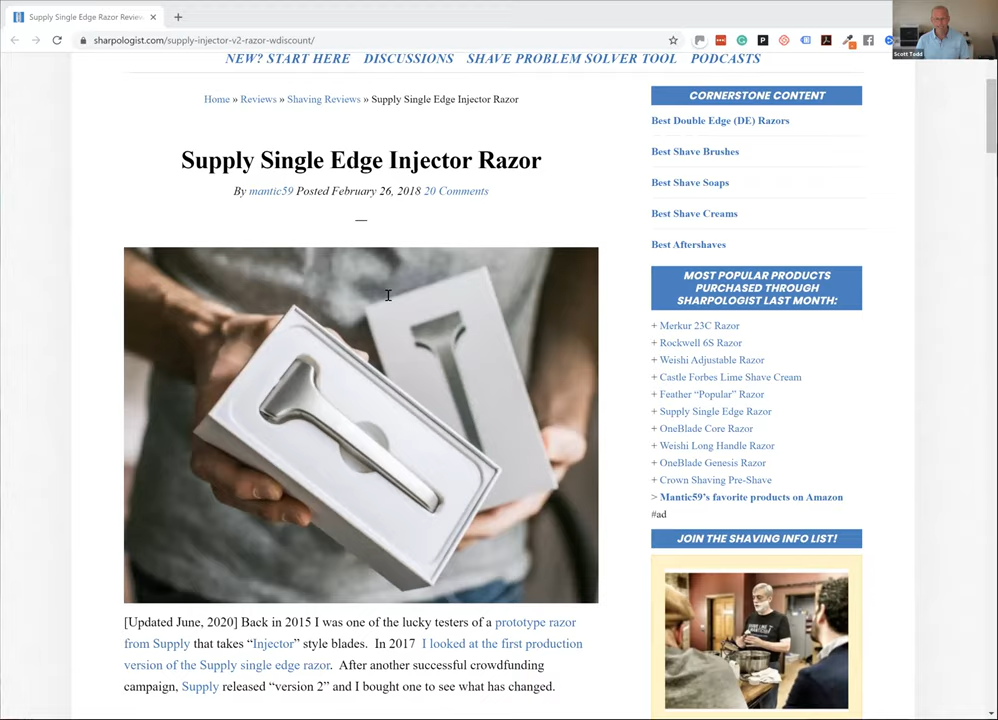 Supply Single Edge Razor Review
sharpologist.com/supply-injector-v2-razor-wdiscount/
Scott Todd
NEW? START HERE DISCUSSIONS SHAVE PROBLEM SOLVER TOOL PODCASTS
Home » Reviews » Shaving Reviews » Supply Single Edge Injector Razor
Supply Single Edge Injector Razor
By mantic59 Posted February 26, 2018 20 Comments
[Updated June, 2020] Back in 2015 I was one of the lucky testers of a prototype razor
from Supply that takes “Injector” style blades. In 2017 I looked at the first production
version of the Supply single edge razor. After another successful crowdfunding
campaign, Supply released “version 2” and I bought one to see what has changed.
CORNERSTONE CONTENT
Best Double Edge (DE) Razors
Best Shave Brushes
Best Shave Soaps
Best Shave Creams
Best Aftershaves
MOST POPULAR PRODUCTS
PURCHASED THROUGH
SHARPOLOGIST LAST MONTH:
+ Merkur 23C Razor
+ Rockwell 6S Razor
+ Weishi Adjustable Razor
+ Castle Forbes Lime Shave Cream
+ Feather “Popular” Razor
+ Supply Single Edge Razor
+ OneBlade Core Razor
+ Weishi Long Handle Razor
+ OneBlade Genesis Razor
+ Crown Shaving Pre-Shave
> Mantic59’s favorite products on Amazon
#ad
JOIN THE SHAVING INFO LIST!